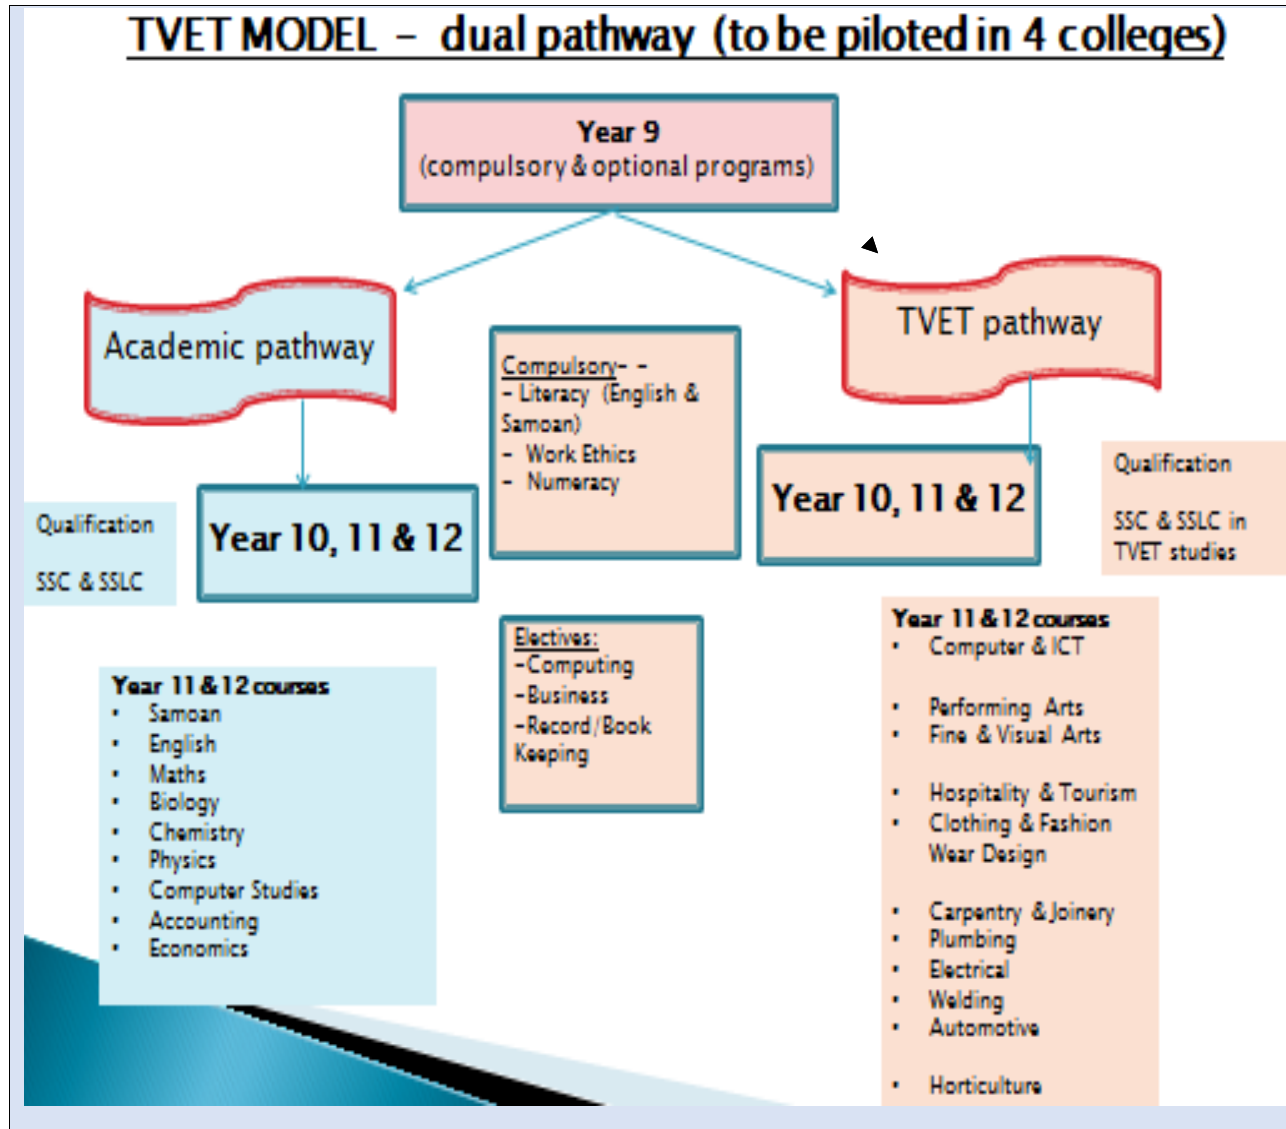 TVET MODEL – dual pathway (to be piloted in 4 colleges)
Year 9
(compulsory & optional programs)
Academic pathway
TVET pathway
Compulsory- -
- Literacy (English &
Samoan)
- Work Ethics
- Numeracy
Year 10, 11 & 12
Qualification
SSC & SSLC in
TVET studies
Year 10, 11 & 12
Qualification
SSC & SSLC
Electives:
-Computing
-Business
-Record/Book
Keeping
Year 11 & 12 courses
• Samoan
• English
• Maths
• Biology
• Chemistry
• Physics
• Computer Studies
• Accounting
• Economics
Year 11 & 12 courses
• Computer & ICT
• Performing Arts
• Fine & Visual Arts
• Hospitality & Tourism
• Clothing & Fashion
Wear Design
• Carpentry & Joinery
• Plumbing
• Electrical
• Welding
• Automotive
• Horticulture